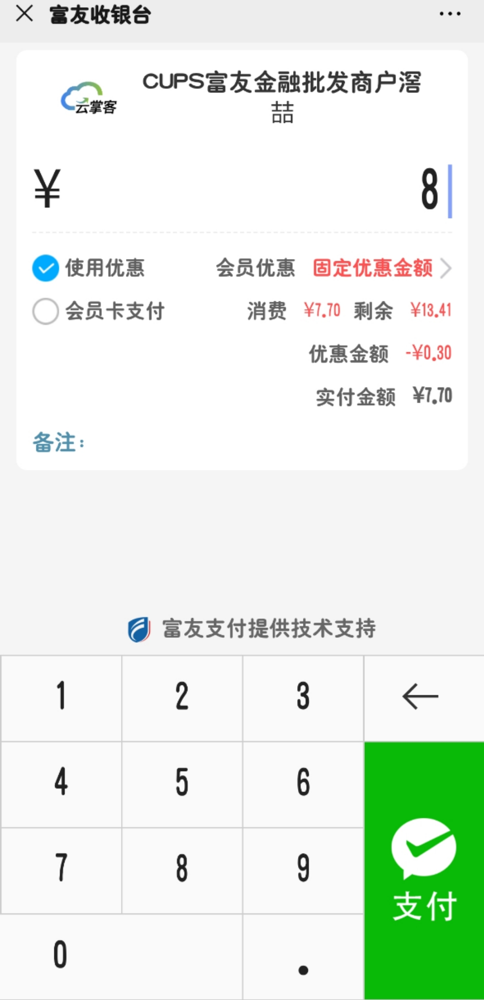 富友收银台
云掌客
CUPS富友金融批发商户滘
喆
¥ 8
使用优惠 会员优惠 固定优惠金额
会员卡支付 消费 ¥7.70 剩余 ¥13.41
优惠金额 -¥0.30
实付金额 ¥7.70
备注：
富友支付提供技术支持
1 2 3
4 5 6
7 8 9
支付
0 .